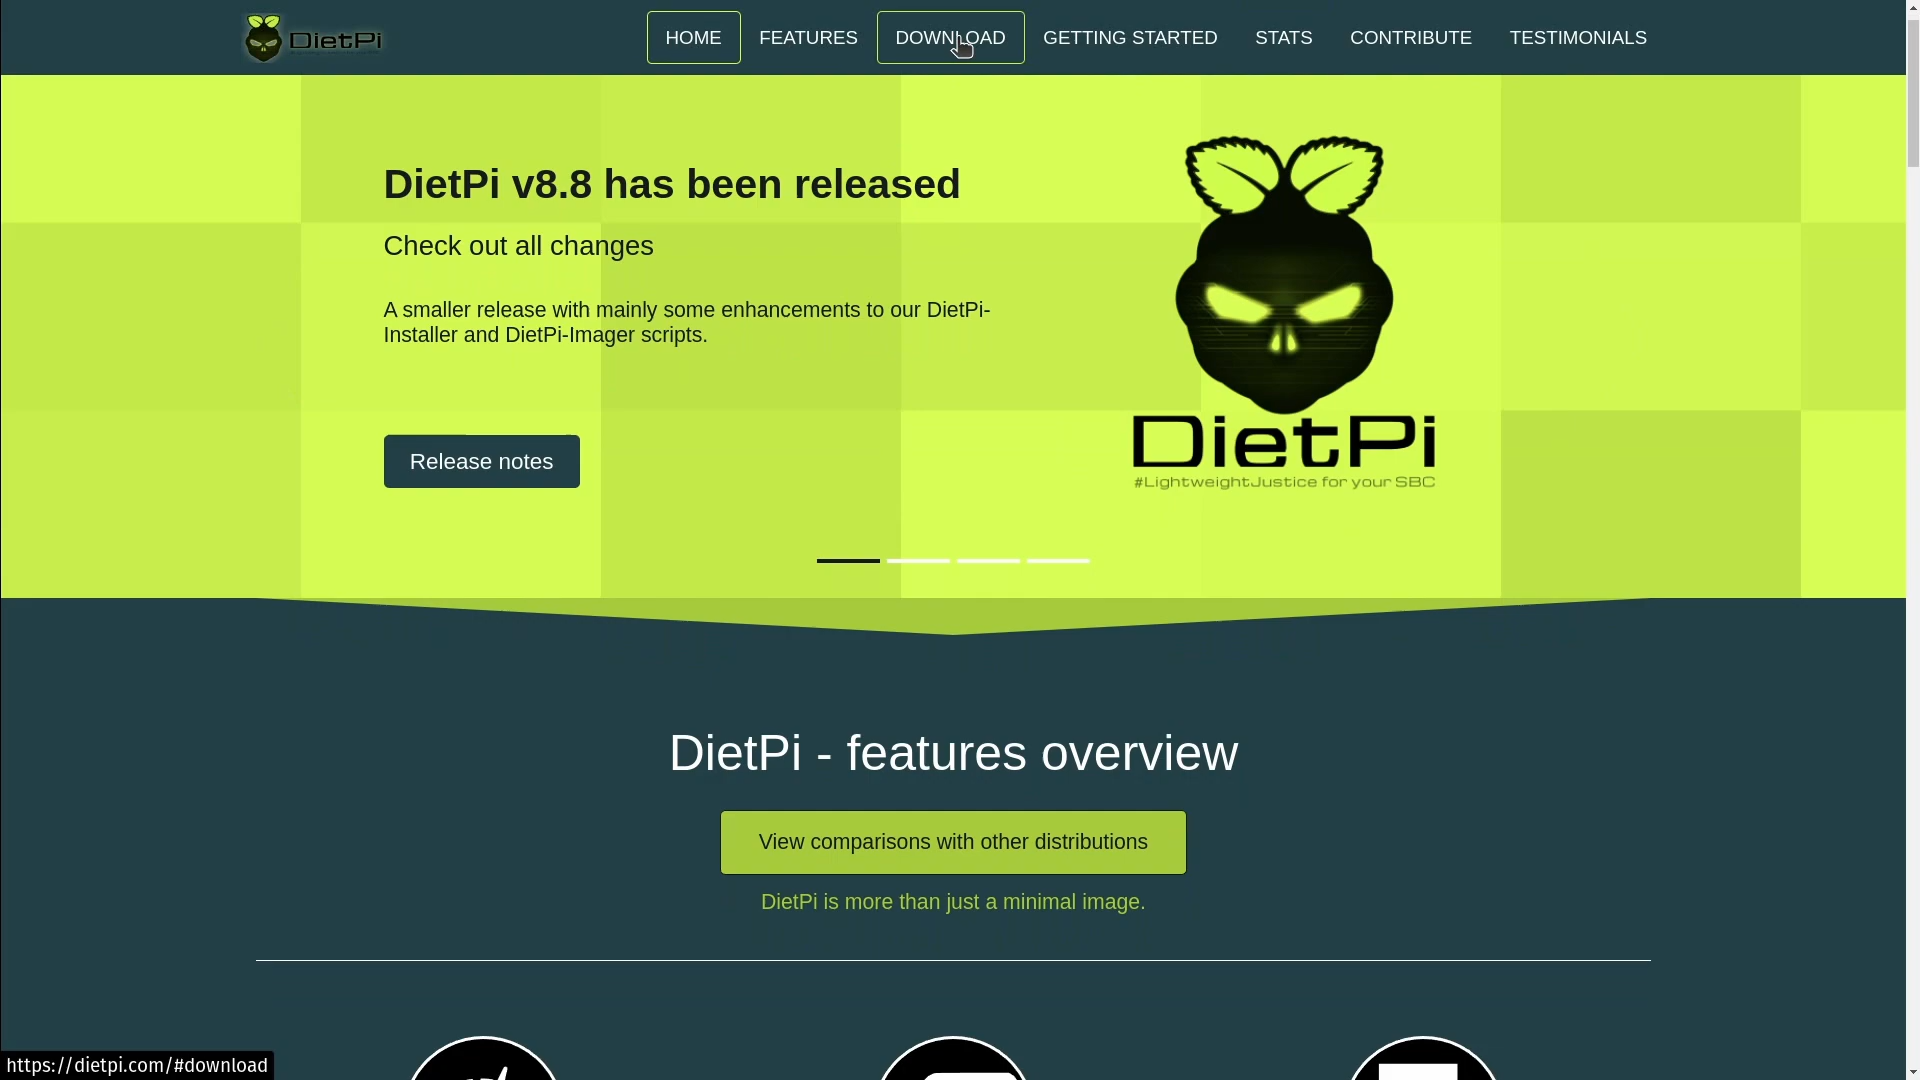 DietPi
HOME
FEATURES
DOWNLOAD
GETTING STARTED
STATS
CONTRIBUTE
TESTIMONIALS
DietPi v8.8 has been released
Check out all changes
A smaller release with mainly some enhancements to our DietPi-
Installer and DietPi-Imager scripts.
Release notes
DietPi
#LightweightJustice for your SBC
DietPi - features overview
View comparisons with other distributions
DietPi is more than just a minimal image.
https://dietpi.com/#download